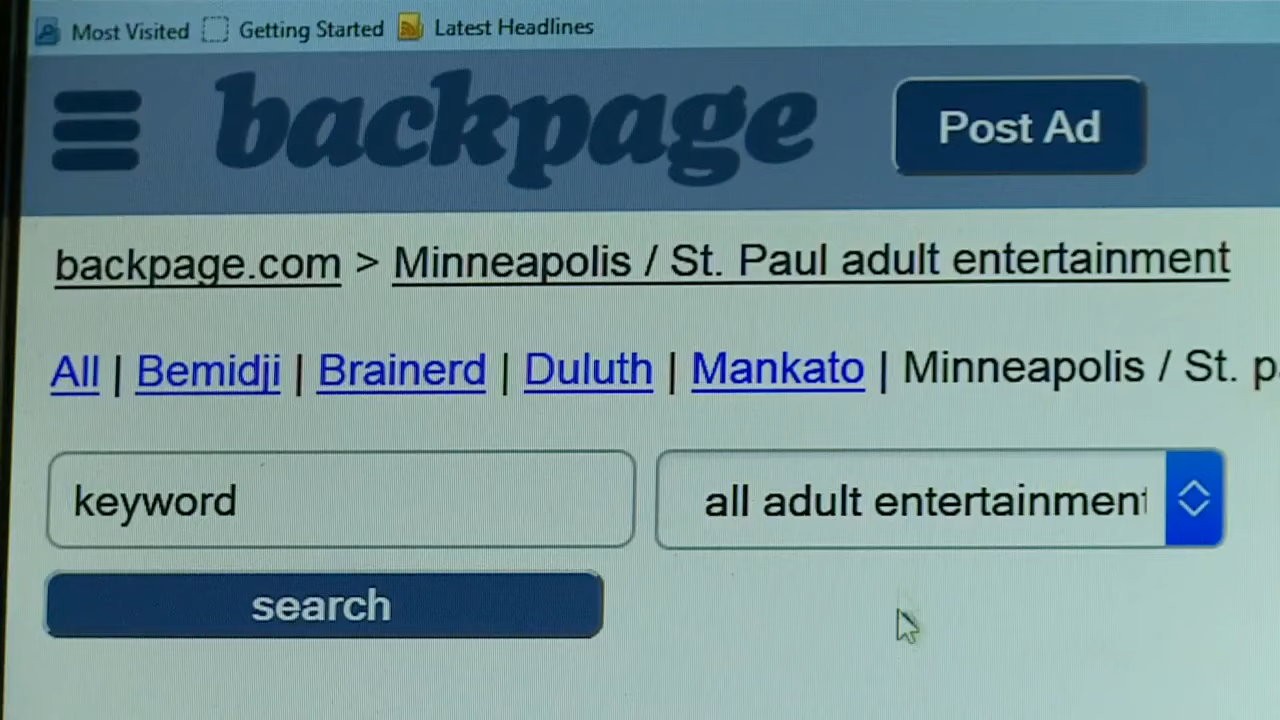 Most Visited Getting Started Latest Headlines
backpage Post Ad
backpage.com > Minneapolis / St. Paul adult entertainment
All | Bemidji | Brainerd | Duluth | Mankato | Minneapolis / St. p
keyword all adult entertainment
search